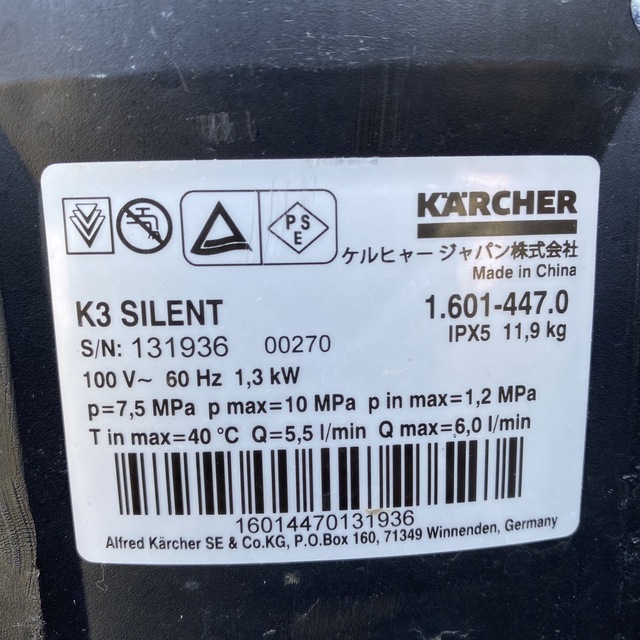 KÄRCHER
PS
E
ケルヒャー ジャパン株式会社
Made in China
K3 SILENT 1.601-447.0
S/N: 131936 00270 IPX5 11,9 kg
100 V~ 60 Hz 1,3 kW
p=7,5 MPa p max=10 MPa p in max=1,2 MPa
T in max=40 °C Q=5,5 l/min Q max=6,0 l/min
16014470131936
Alfred Kärcher SE & Co.KG, P.O.Box 160, 71349 Winnenden, Germany